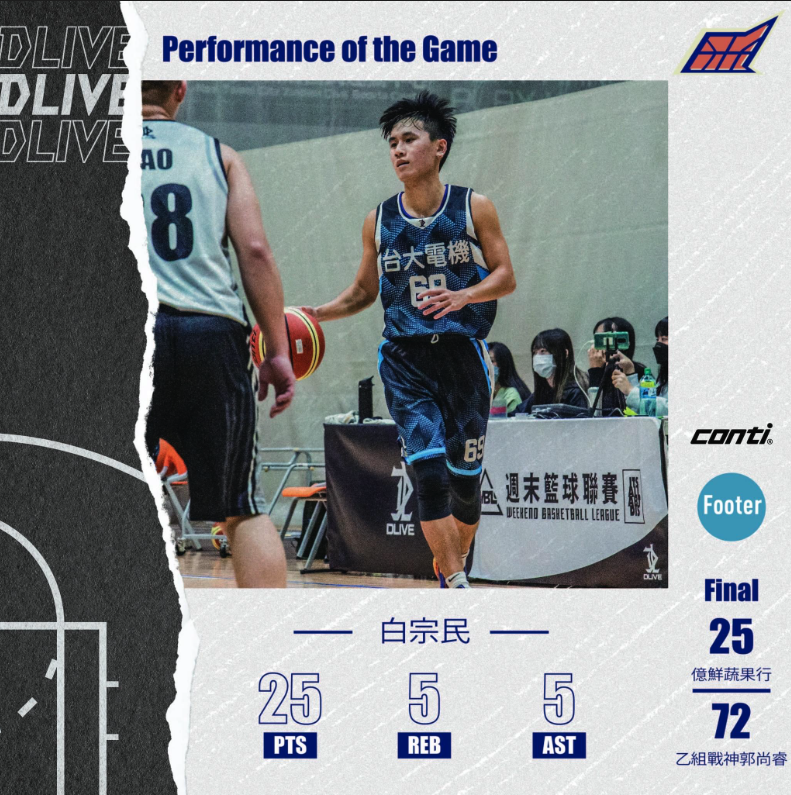 DLIVE
DLIVE
DLIVE
Performance of the Game
AO
8
台大電機
69
69
DLIVE
週末籃球聯賽
WEEKEND BASKETBALL LEAGUE
DLIVE
conti®
Footer
白宗民
25
PTS
5
REB
5
AST
Final
25
億鮮蔬果行
72
乙組戰神郭尚睿